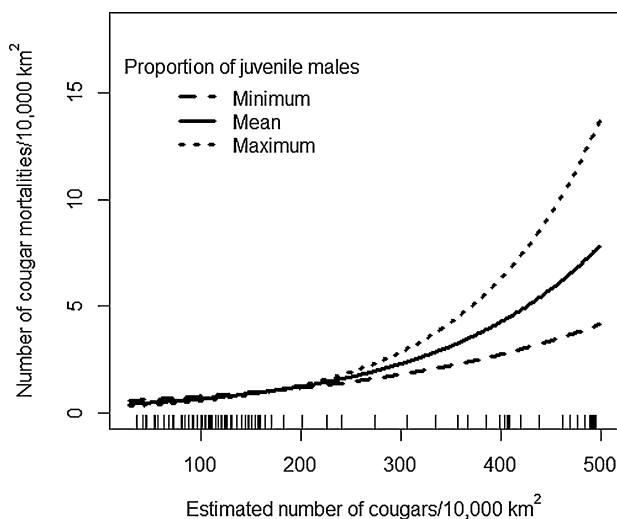 Proportion of juvenile males
Minimum
Mean
Maximum
Number of cougar mortalities/10,000 km²
15
10
5
0
100
200
300
400
500
Estimated number of cougars/10,000 km²